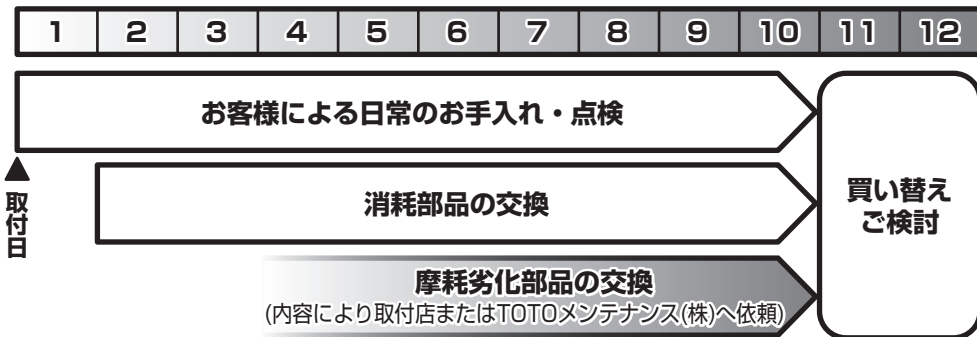 1 2 3 4 5 6 7 8 9 10 11 12
お客様による日常のお手入れ・点検
▲
取付日
消耗部品の交換
摩耗劣化部品の交換
(内容により取付店またはTOTOメンテナンス(株)へ依頼)
買い替え
ご検討